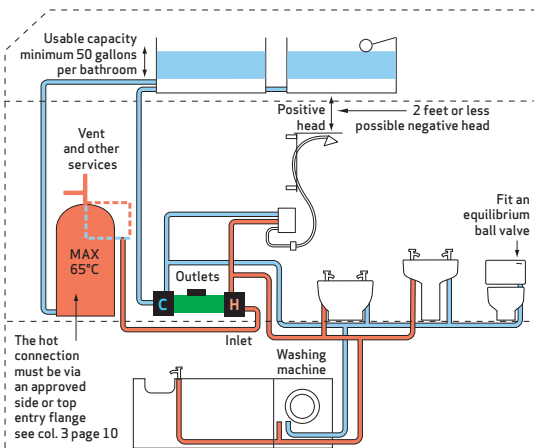 Usable capacity
minimum 50 gallons
per bathroom
Positive
head
2 feet or less
possible negative head
Vent
and other
services
Fit an
equilibrium
ball valve
MAX
65°C
Outlets
C
H
Inlet
The hot
connection
must be via
an approved
side or top
entry flange
see col. 3 page 10
Washing
machine